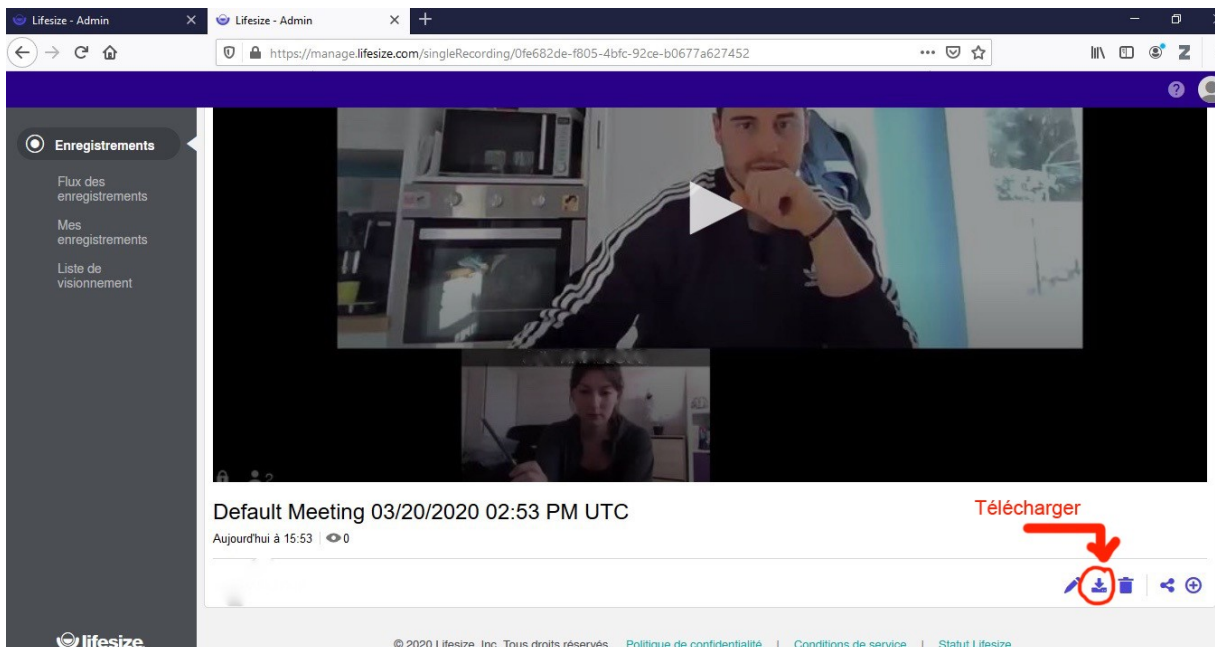 Lifesize - Admin
Lifesize - Admin
https://manage.lifesize.com/singleRecording/0fe682de-f805-4bfc-92ce-b0677a627452
Enregistrements
Flux des
enregistrements
Mes
enregistrements
Liste de
visionnement
2
Default Meeting 03/20/2020 02:53 PM UTC
Aujourd'hui à 15:53 0
Télécharger
lifesize
© 2020 Lifesize, Inc. Tous droits réservés. Politique de confidentialité | Conditions de service | Statut Lifesize